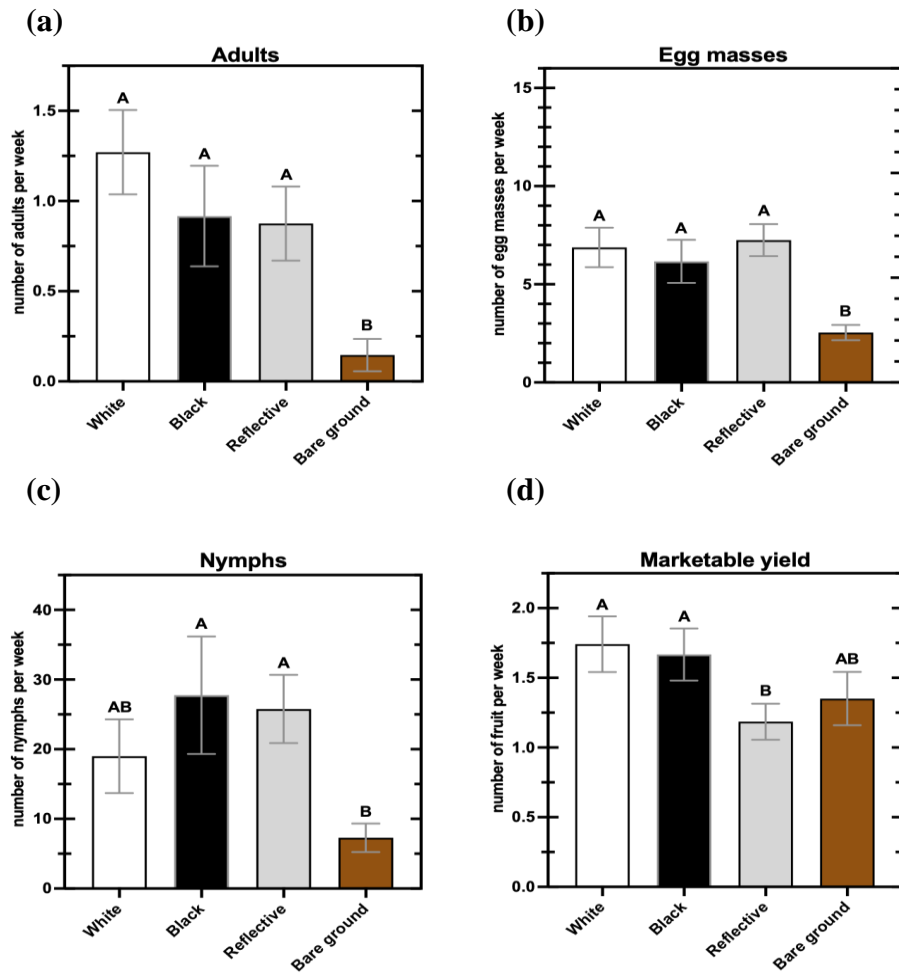 (a)
Adults
number of adults per week
1.5
1.0
0.5
0.0
A
A
A
B
White
Black
Reflective
Bare ground
(b)
Egg masses
number of egg masses per week
15
10
5
0
A
A
A
B
White
Black
Reflective
Bare ground
(c)
Nymphs
number of nymphs per week
40
30
20
10
0
AB
A
A
B
White
Black
Reflective
Bare ground
(d)
Marketable yield
number of fruit per week
2.0
1.5
1.0
0.5
0.0
A
A
B
AB
White
Black
Reflective
Bare ground